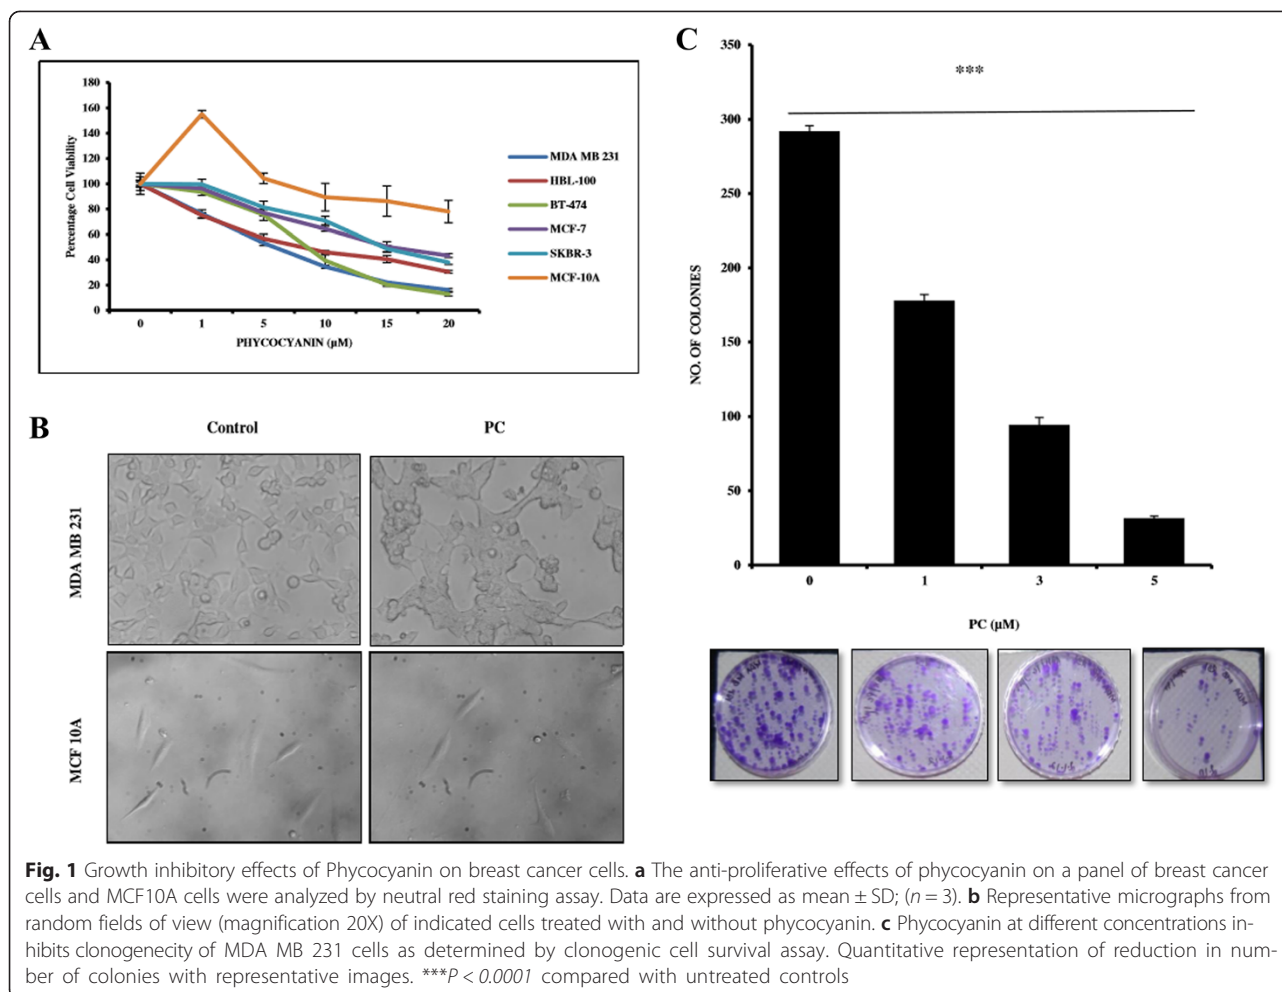 A
180
160
140
120
100
80
60
40
20
0
Percentage Cell Viability
0 1 5 10 15 20
PHYCOCYANIN (µM)
MDA MB 231
HBL-100
BT-474
MCF-7
SKBR-3
MCF-10A
B
Control PC
MDA MB 231
MCF 10A
C
350
300
250
200
150
100
50
0
NO. OF COLONIES
***
0 1 3 5
PC (µM)
Fig. 1 Growth inhibitory effects of Phycocyanin on breast cancer cells. a The anti-proliferative effects of phycocyanin on a panel of breast cancer
cells and MCF10A cells were analyzed by neutral red staining assay. Data are expressed as mean ± SD; (n = 3). b Representative micrographs from
random fields of view (magnification 20X) of indicated cells treated with and without phycocyanin. c Phycocyanin at different concentrations in-
hibits clonogenecity of MDA MB 231 cells as determined by clonogenic cell survival assay. Quantitative representation of reduction in num-
ber of colonies with representative images. ***P < 0.0001 compared with untreated controls